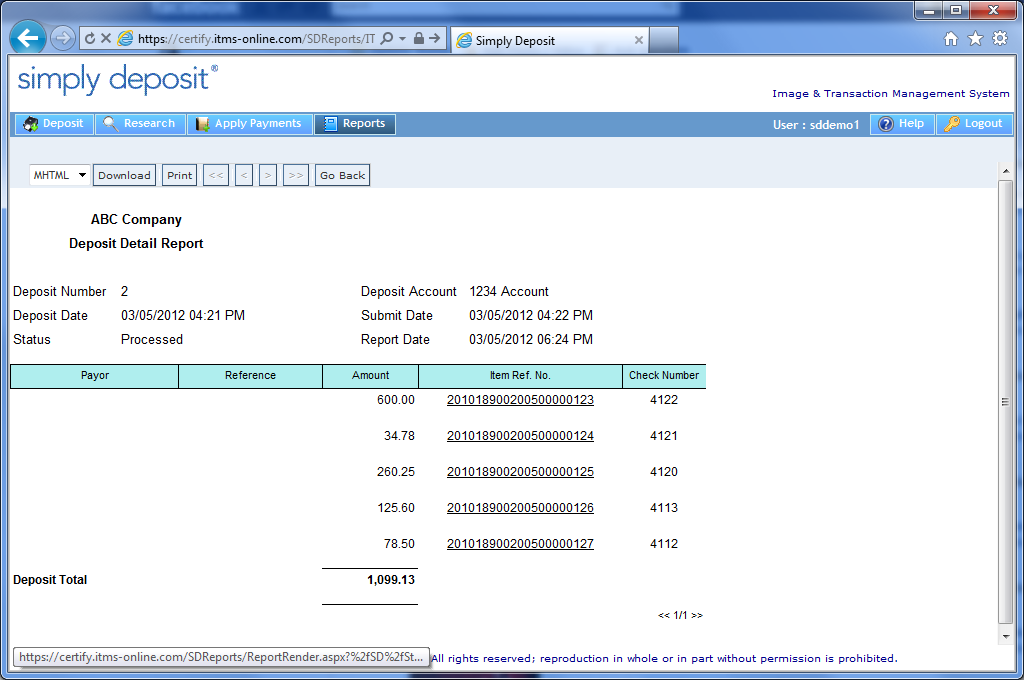 https://certify.itms-online.com/SDReports/IT
Simply Deposit
simply deposit®
Image & Transaction Management System
Deposit Research Apply Payments Reports User : sddemo1 Help Logout
MHTML Download Print << < > >> Go Back
ABC Company
Deposit Detail Report
Deposit Number 2 Deposit Account 1234 Account
Deposit Date 03/05/2012 04:21 PM Submit Date 03/05/2012 04:22 PM
Status Processed Report Date 03/05/2012 06:24 PM
Payor Reference Amount Item Ref. No. Check Number
600.00 201018900200500000123 4122
34.78 201018900200500000124 4121
260.25 201018900200500000125 4120
125.60 201018900200500000126 4113
78.50 201018900200500000127 4112
Deposit Total 1,099.13
<< 1/1 >>
https://certify.itms-online.com/SDReports/ReportRender.aspx?%2fSD%2fSt... All rights reserved; reproduction in whole or in part without permission is prohibited.